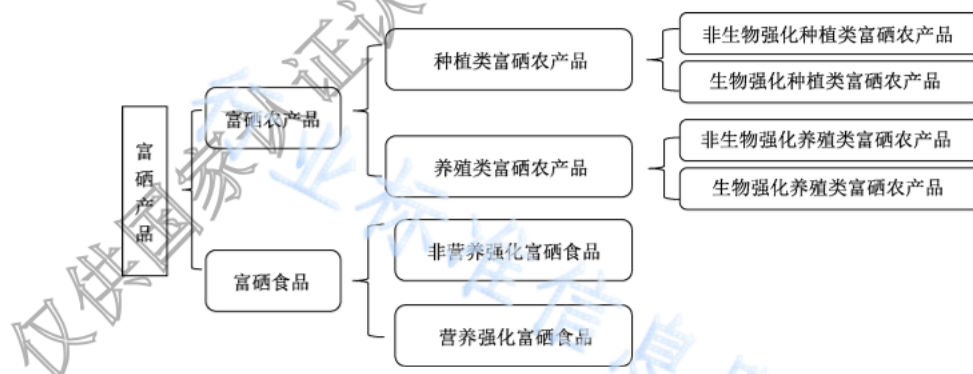 富硒产品
富硒农产品
种植类富硒农产品
非生物强化种植类富硒农产品
生物强化种植类富硒农产品
养殖类富硒农产品
非生物强化养殖类富硒农产品
生物强化养殖类富硒农产品
富硒食品
非营养强化富硒食品
营养强化富硒食品
仅供国家认证认
行业标准信息